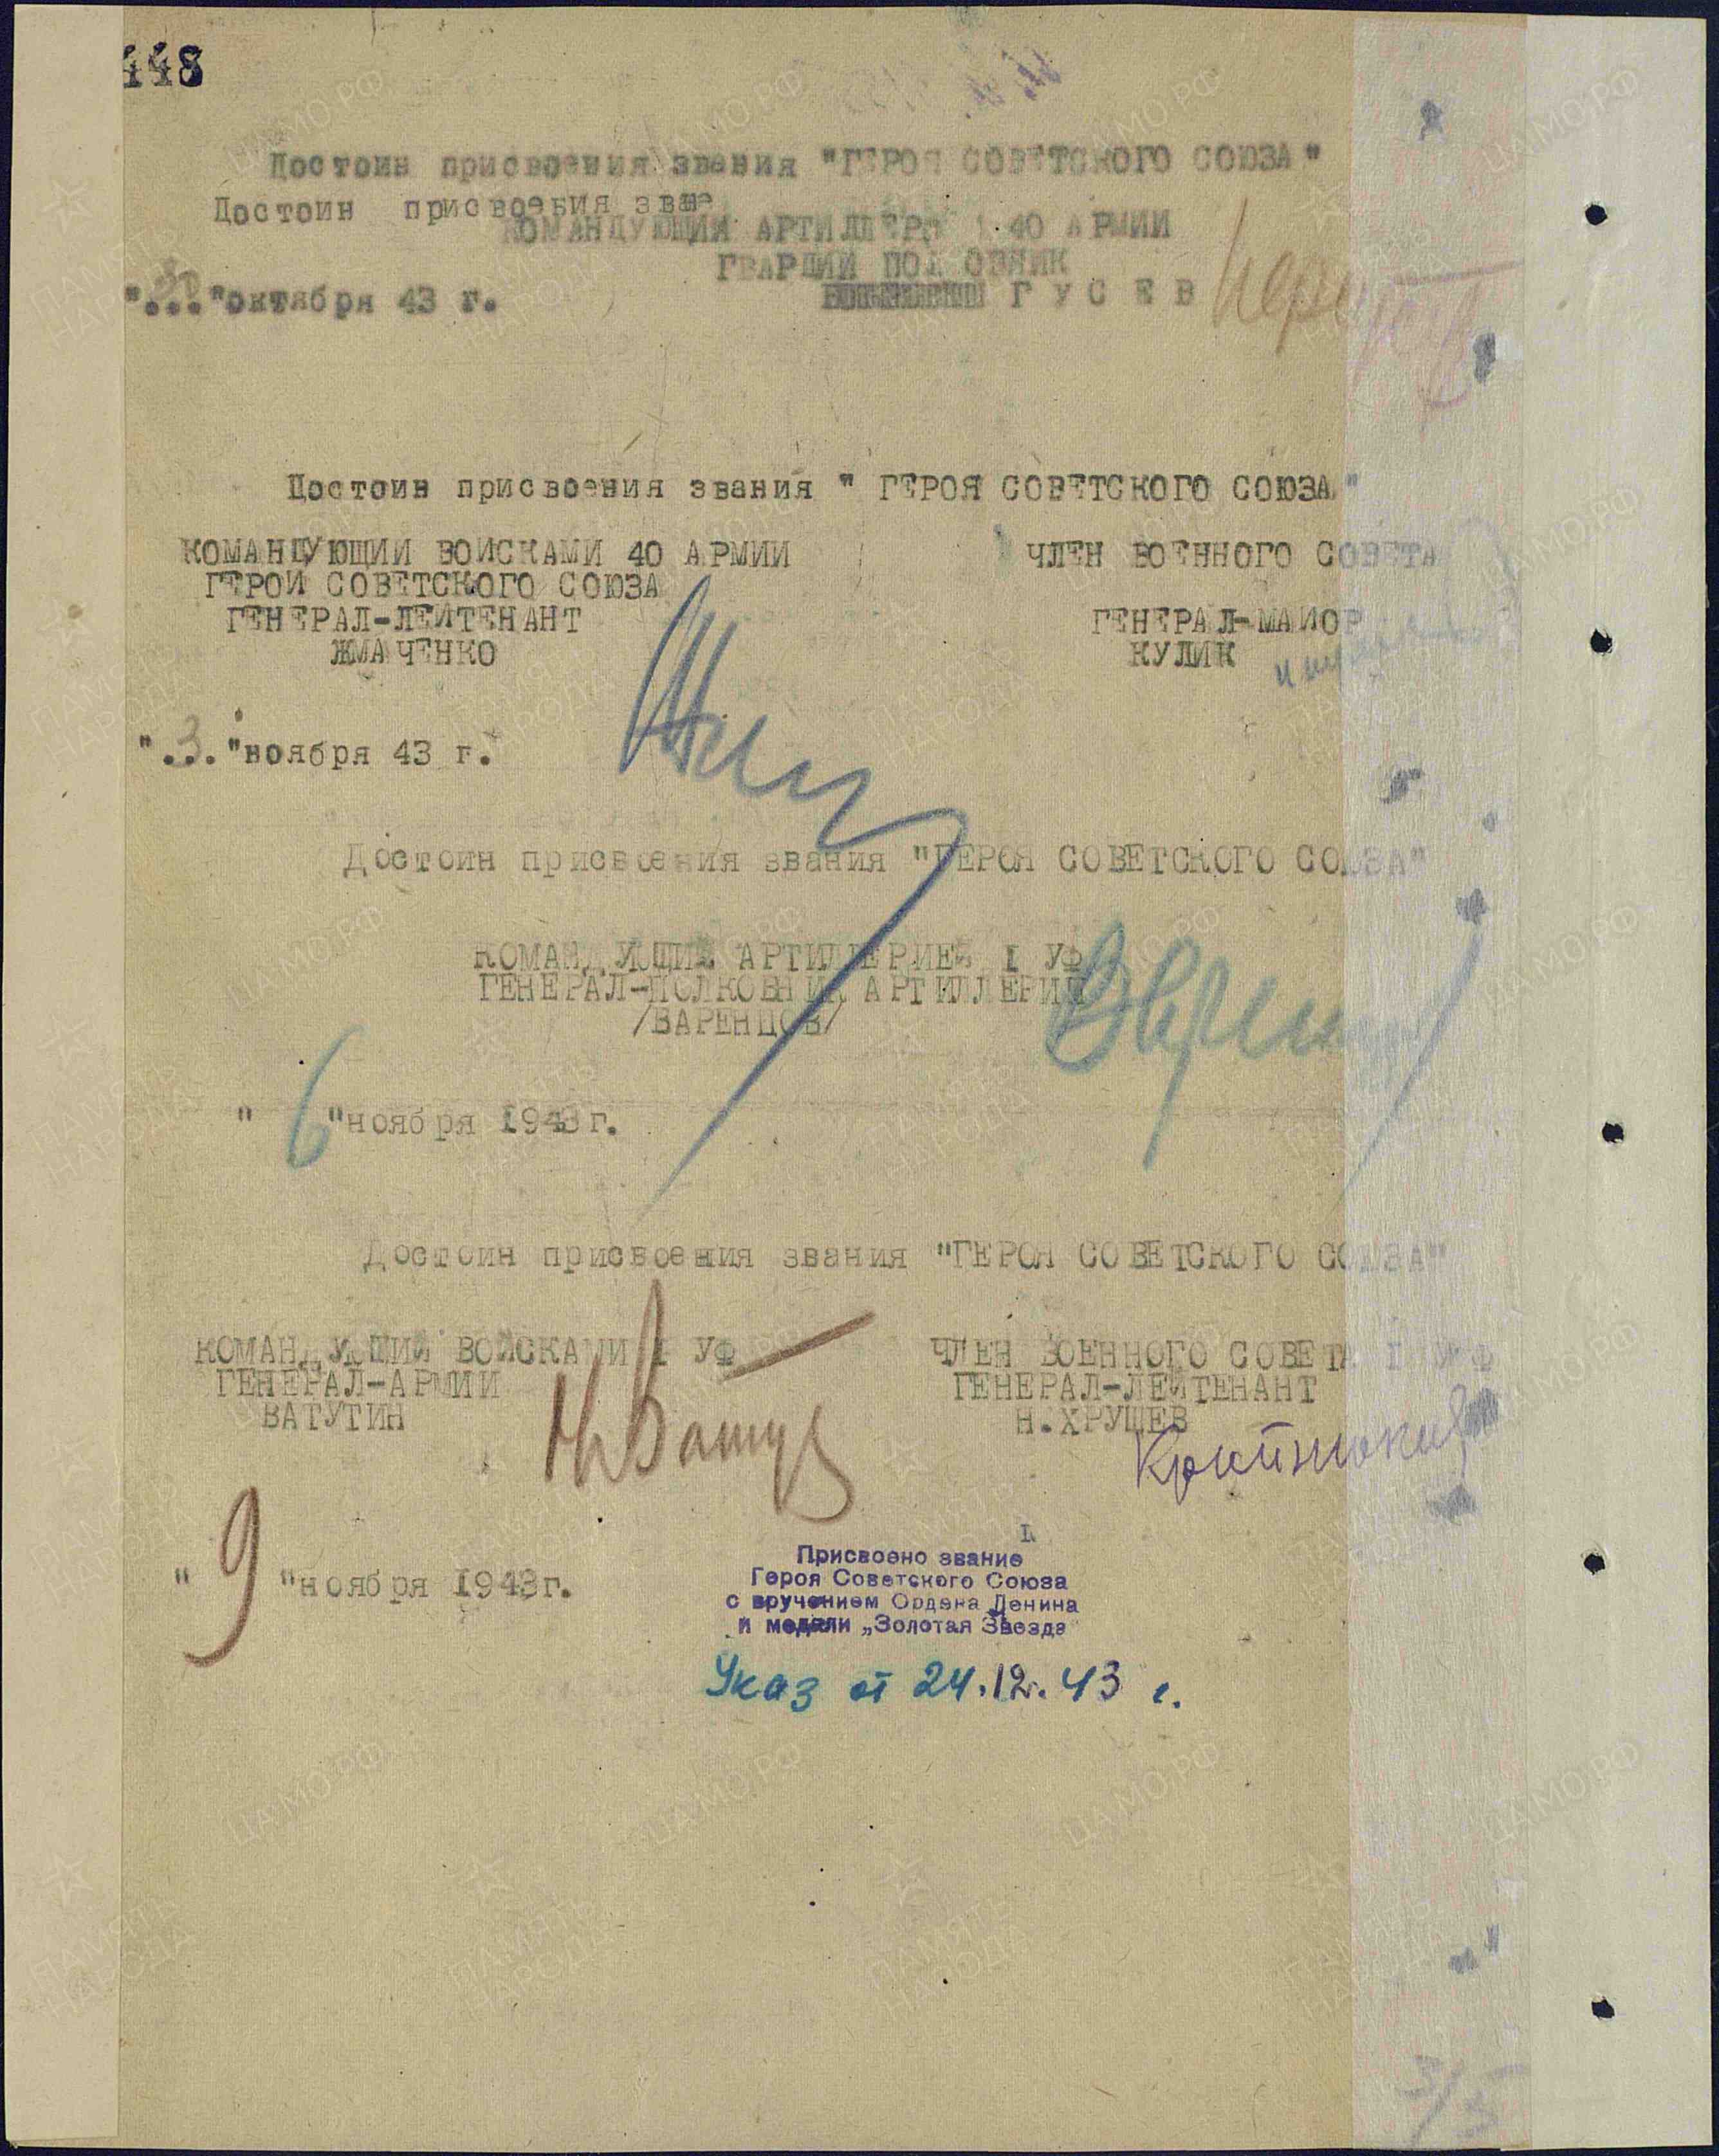 448
Достоин присвоения звания "ГЕРОЯ СОВЕТСКОГО СОЮЗА"
Достоин присвоения звана
КОМАНДУЮЩИЙ АРТИЛЛЕРИ 40 АРМИИ
ГВАРДИИ ПОЛКОВНИК
"..." октября 43 г. ГУСЕВ
Достоин присвоения звания " ГЕРОЯ СОВЕТСКОГО СОЮЗА"
КОМАНДУЮЩИЙ ВОЙСКАМИ 40 АРМИИ ЧЛЕН ВОЕННОГО СОВЕТА
ГЕРОЙ СОВЕТСКОГО СОЮЗА
ГЕНЕРАЛ-ЛЕЙТЕНАНТ ГЕНЕРАЛ-МАЙОР
ЖМАЧЕНКО КУЛИК
".3." ноября 43 г.
Достоин присвоения звания "ГЕРОЯ СОВЕТСКОГО СОЮЗА"
КОМАНДУЮЩИЙ АРТИЛЛЕРИЕЙ I УФ
ГЕНЕРАЛ-ПОЛКОВНИК АРТИЛЛЕРИИ
/ВАРЕНЦОВ/
" 6 "ноября 1943г.
Достоин присвоения звания "ГЕРОЯ СОВЕТСКОГО СОЮЗА"
КОМАНДУЮЩИЙ ВОЙСКАМИ I УФ ЧЛЕН ВОЕННОГО СОВЕТА I УФ
ГЕНЕРАЛ-АРМИИ ГЕНЕРАЛ-ЛЕЙТЕНАНТ
ВАТУТИН Н.ХРУЩЕВ
" 9 "ноября 1943г.
Присвоено звание
Героя Советского Союза
с вручением Ордена Ленина
и медали „Золотая Звезда"
Указ от 24.12.43 г.